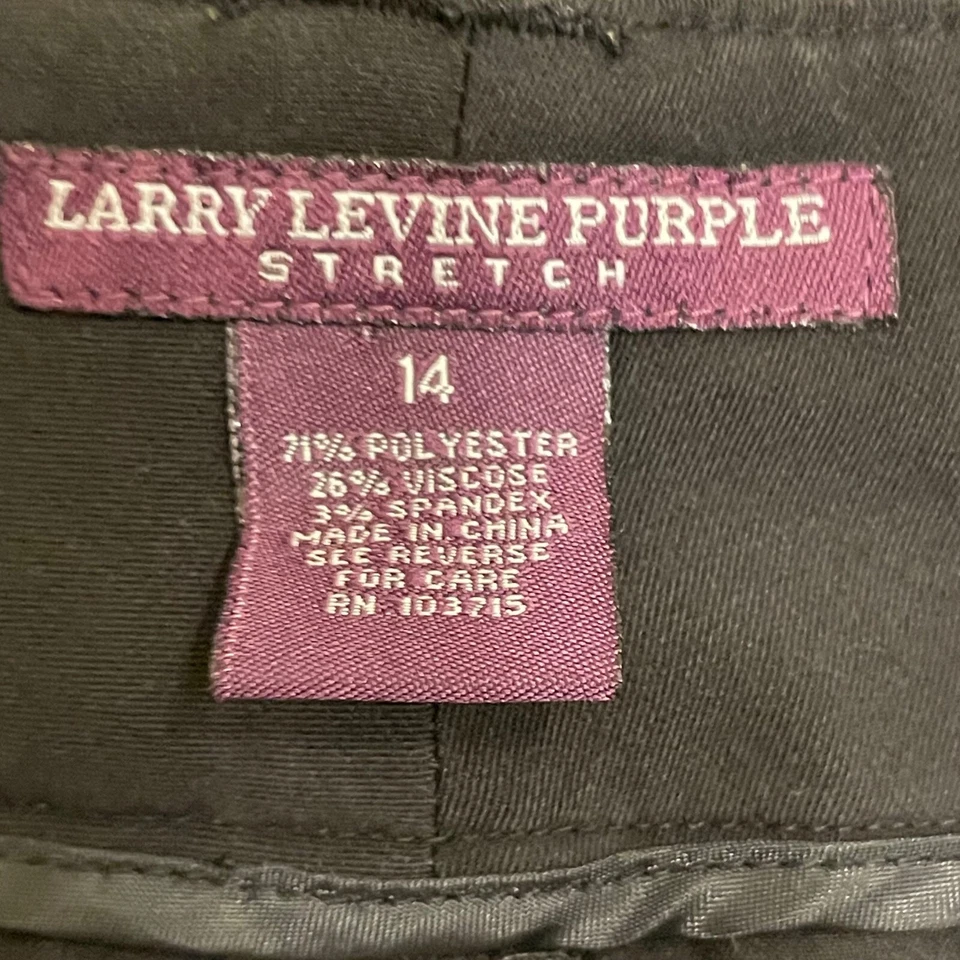 LARRY LEVINE PURPLE
STRETCH
14
71% POLYESTER
26% VISCOSE
3% SPANDEX
MADE IN CHINA
SEE REVERSE
FOR CARE
RN 103715